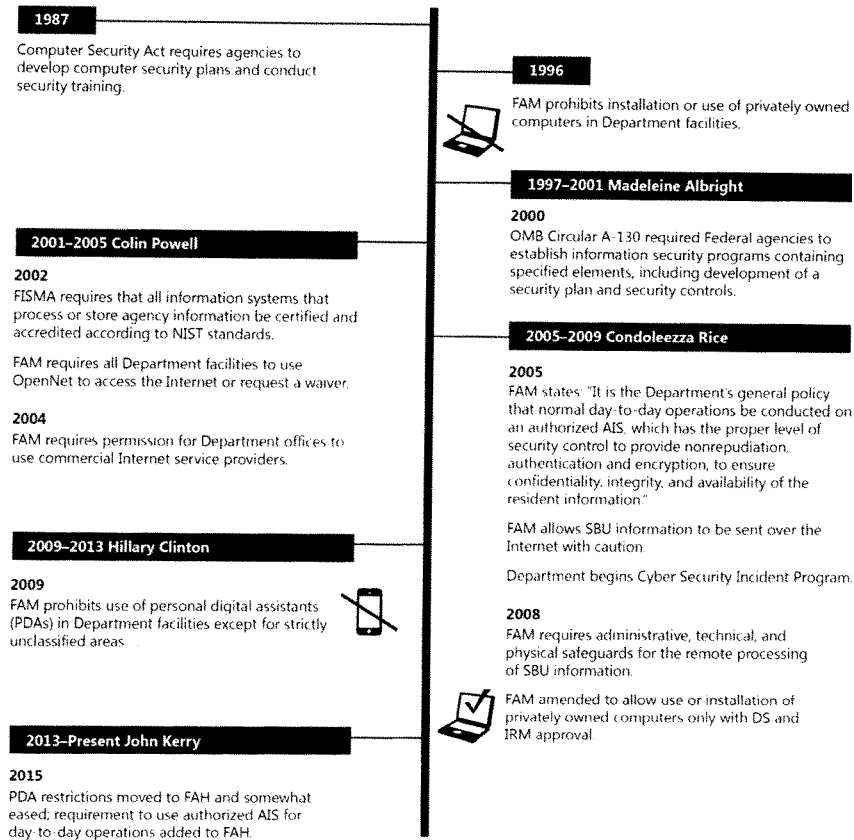 1987
Computer Security Act requires agencies to
develop computer security plans and conduct
security training.
1996
FAM prohibits installation or use of privately owned
computers in Department facilities.
1997–2001 Madeleine Albright
2000
OMB Circular A-130 required Federal agencies to
establish information security programs containing
specified elements, including development of a
security plan and security controls.
2001–2005 Colin Powell
2002
FISMA requires that all information systems that
process or store agency information be certified and
accredited according to NIST standards.
FAM requires all Department facilities to use
OpenNet to access the Internet or request a waiver.
2004
FAM requires permission for Department offices to
use commercial Internet service providers.
2005–2009 Condoleezza Rice
2005
FAM states: "It is the Department's general policy
that normal day-to-day operations be conducted on
an authorized AIS, which has the proper level of
security control to provide nonrepudiation,
authentication and encryption, to ensure
confidentiality, integrity, and availability of the
resident information."
FAM allows SBU information to be sent over the
Internet with caution.
Department begins Cyber Security Incident Program.
2008
FAM requires administrative, technical, and
physical safeguards for the remote processing
of SBU information.
FAM amended to allow use or installation of
privately owned computers only with DS and
IRM approval.
2009–2013 Hillary Clinton
2009
FAM prohibits use of personal digital assistants
(PDAs) in Department facilities except for strictly
unclassified areas.
2013–Present John Kerry
2015
PDA restrictions moved to FAH and somewhat
eased; requirement to use authorized AIS for
day-to-day operations added to FAH.